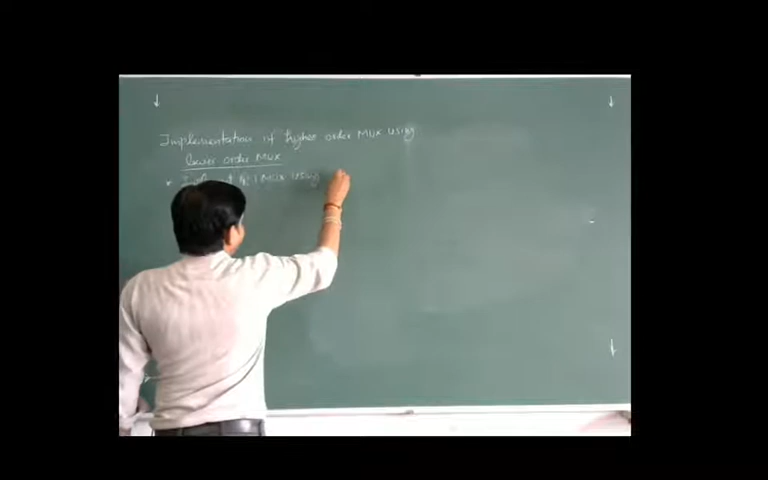 Implementation of higher order MUX using
lower order MUX
* MUX using